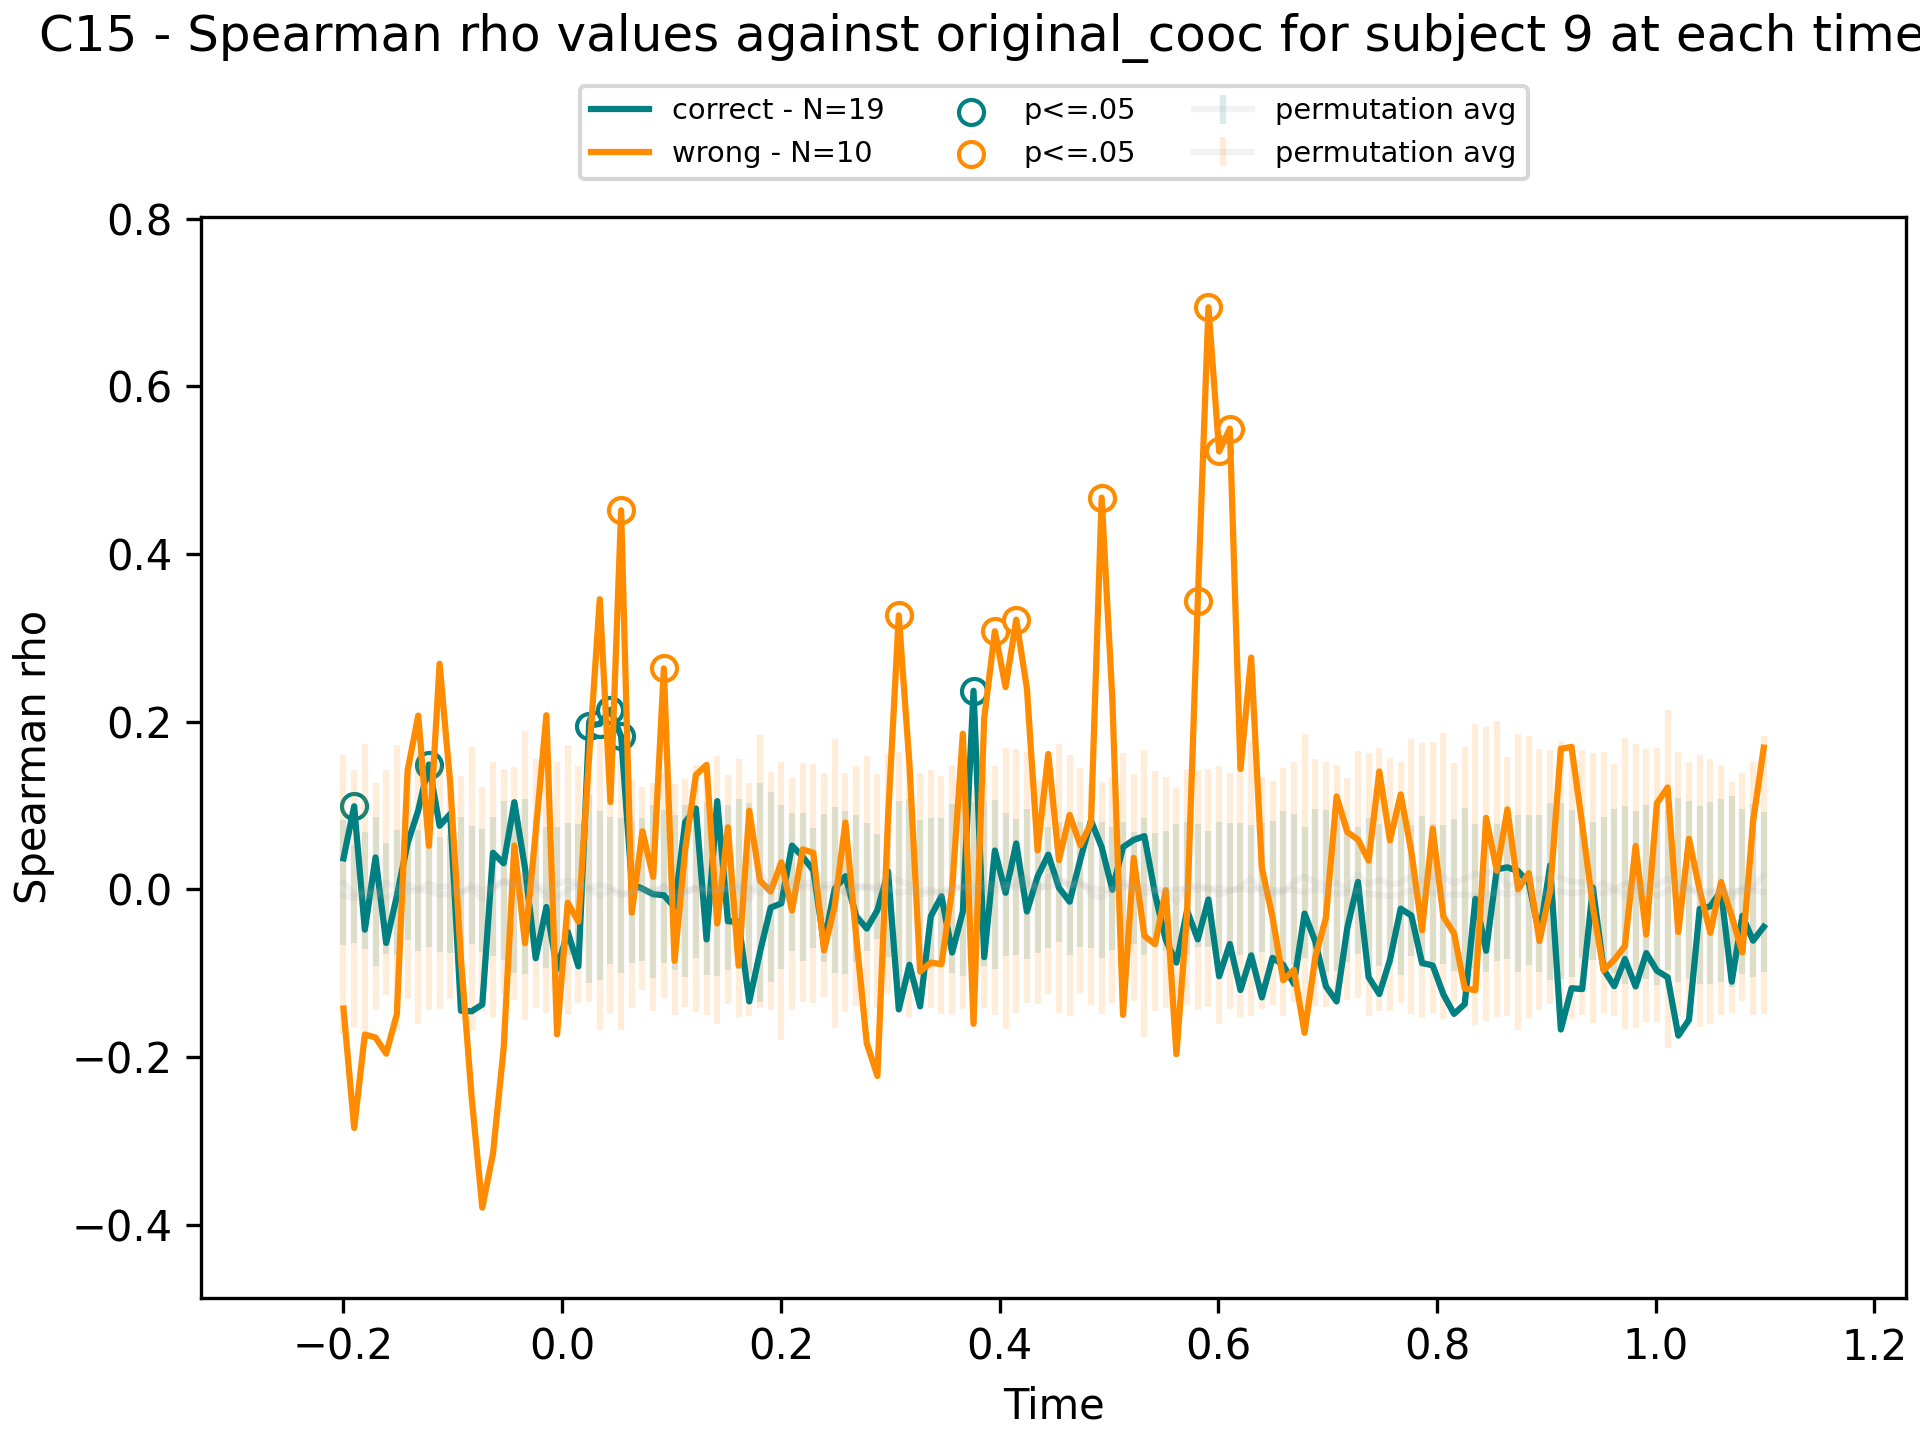 C15 - Spearman rho values against original_cooc for subject 9 at each time
correct - N=19
wrong - N=10
p<=.05
p<=.05
permutation avg
permutation avg
Spearman rho
0.8
0.6
0.4
0.2
0.0
−0.2
−0.4
−0.2 0.0 0.2 0.4 0.6 0.8 1.0 1.2
Time